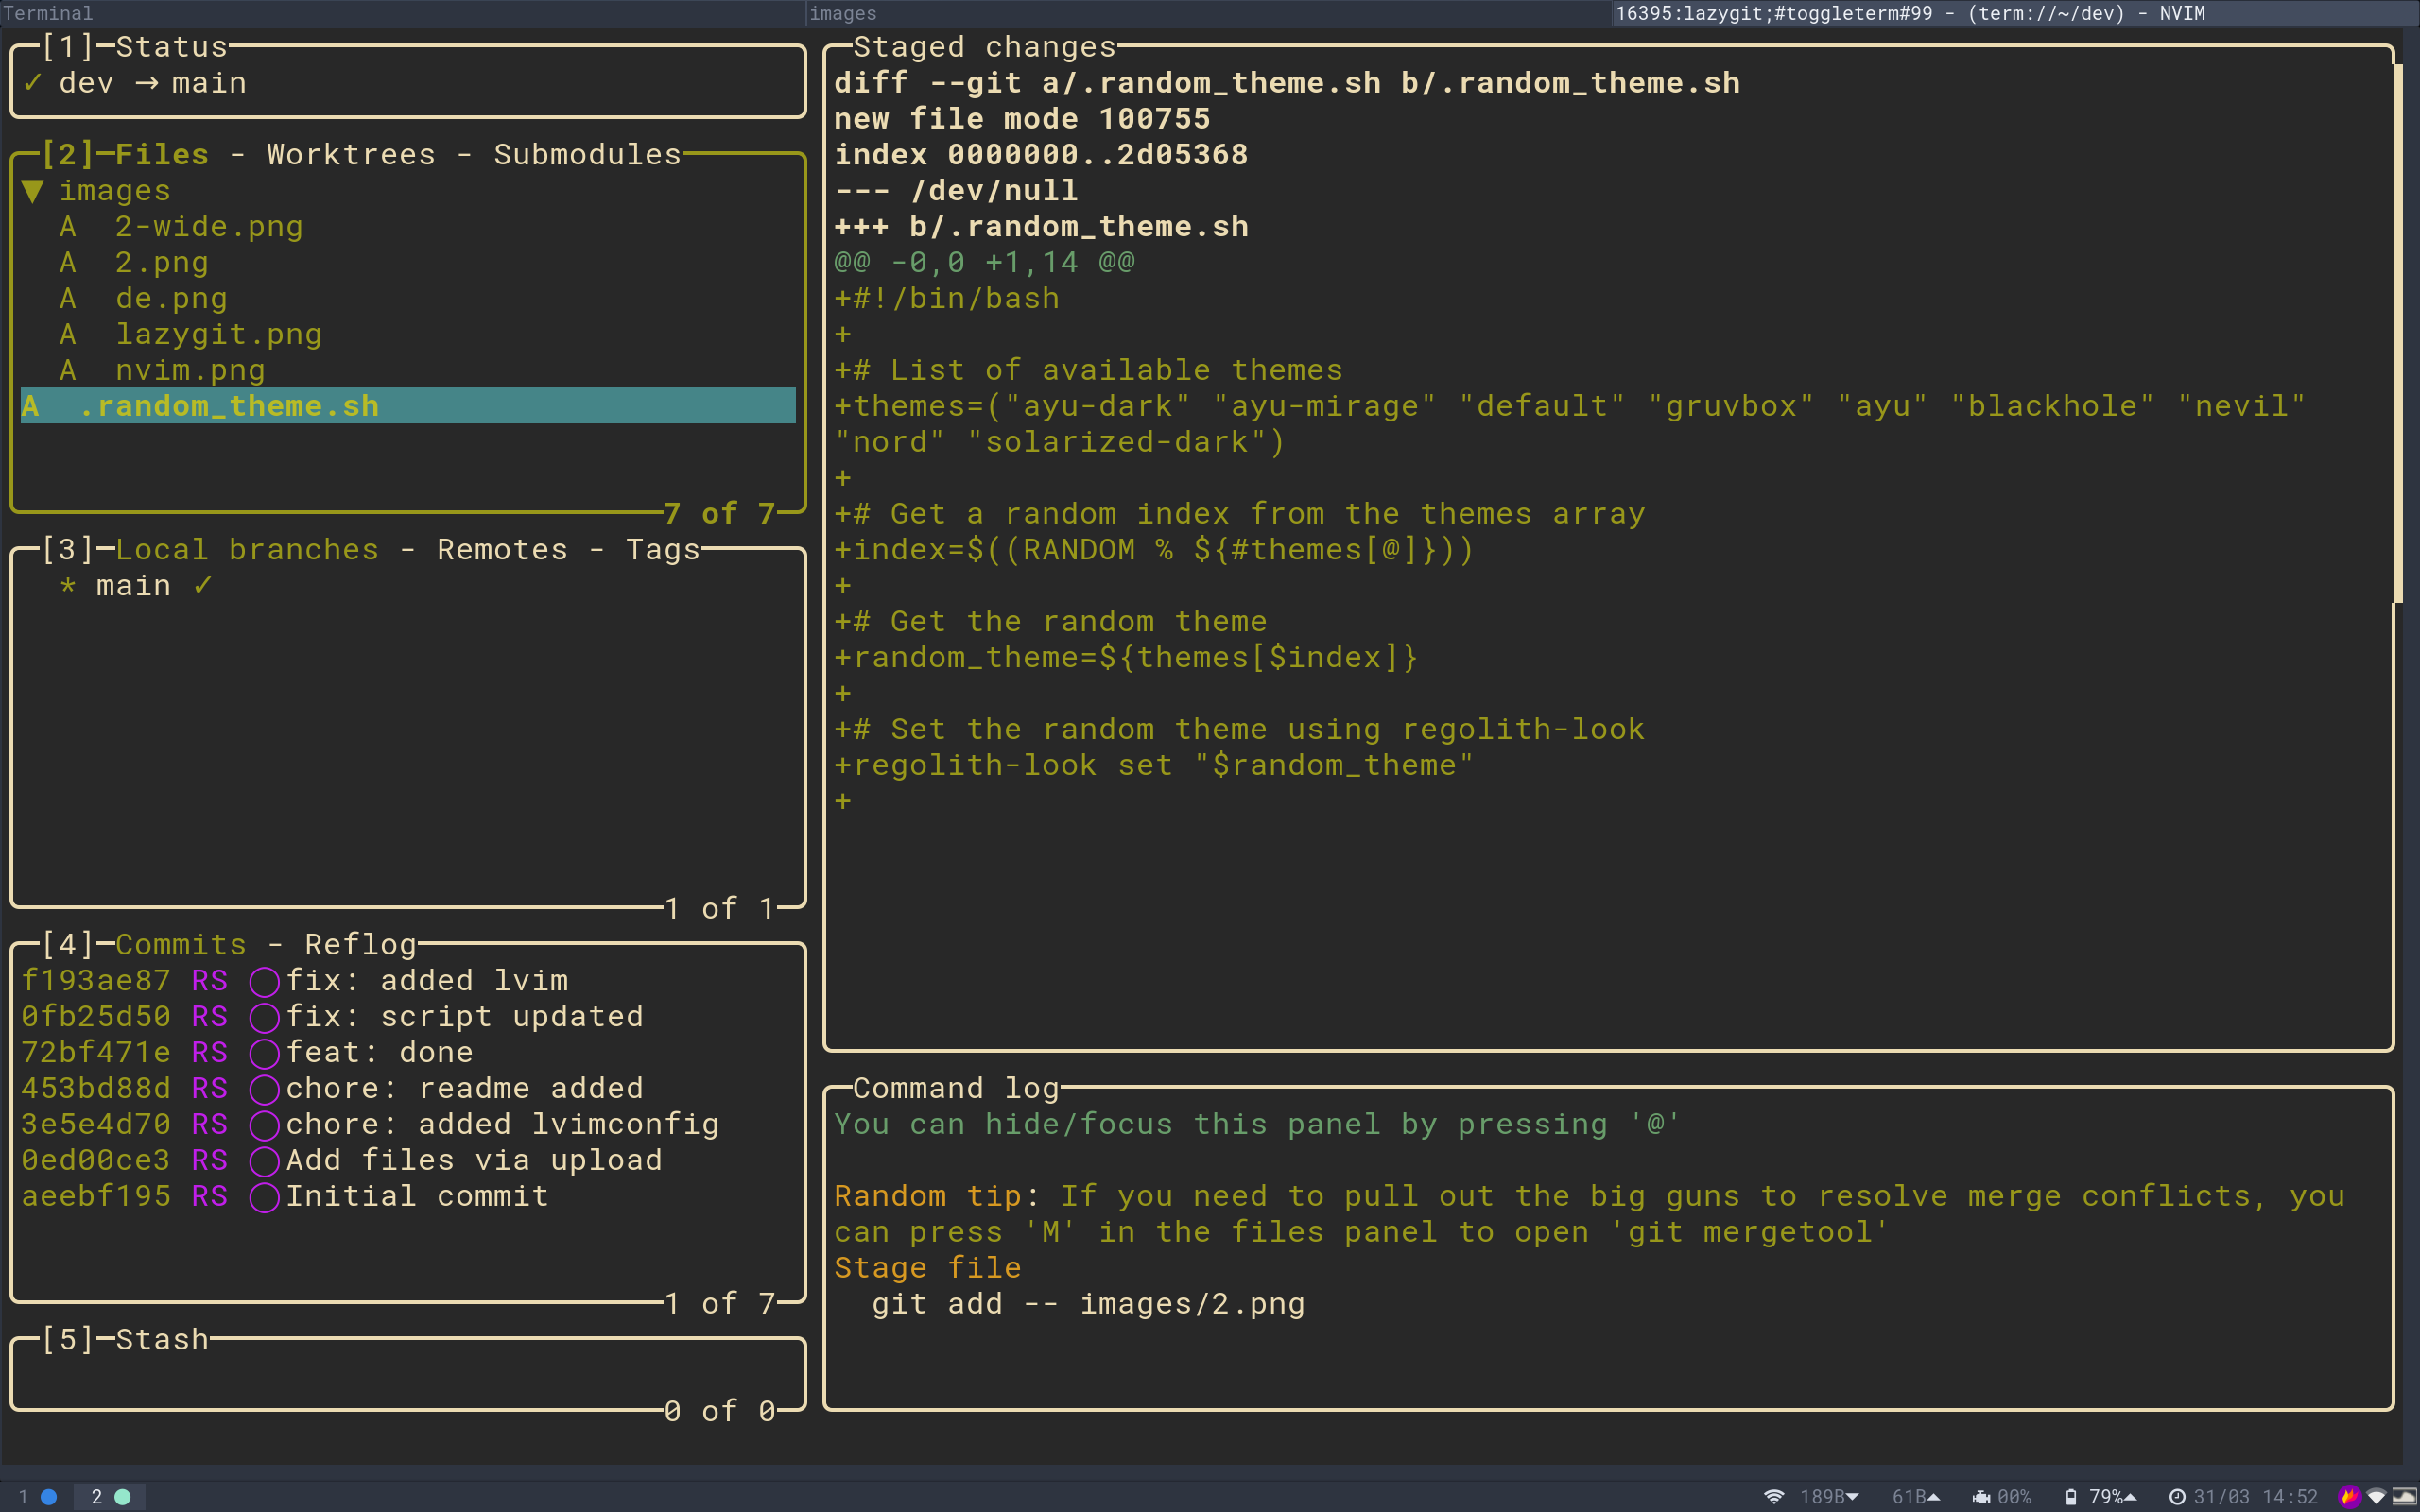 Terminal
images
16395:lazygit;#toggleterm#99 - (term://~/dev) - NVIM
[1]─Status
✓ dev → main
[2]─Files - Worktrees - Submodules
▼ images
A 2-wide.png
A 2.png
A de.png
A lazygit.png
A nvim.png
A .random_theme.sh
7 of 7
[3]─Local branches - Remotes - Tags
* main ✓
1 of 1
[4]─Commits - Reflog
f193ae87 RS ◯ fix: added lvim
0fb25d50 RS ◯ fix: script updated
72bf471e RS ◯ feat: done
453bd88d RS ◯ chore: readme added
3e5e4d70 RS ◯ chore: added lvimconfig
0ed00ce3 RS ◯ Add files via upload
aeebf195 RS ◯ Initial commit
1 of 7
[5]─Stash
0 of 0
Staged changes
diff --git a/.random_theme.sh b/.random_theme.sh
new file mode 100755
index 0000000..2d05368
--- /dev/null
+++ b/.random_theme.sh
@@ -0,0 +1,14 @@
+#!/bin/bash
+
+# List of available themes
+themes=("ayu-dark" "ayu-mirage" "default" "gruvbox" "ayu" "blackhole" "nevil"
"nord" "solarized-dark")
+
+# Get a random index from the themes array
+index=$((RANDOM % ${#themes[@]}))
+
+# Get the random theme
+random_theme=${themes[$index]}
+
+# Set the random theme using regolith-look
+regolith-look set "$random_theme"
+
Command log
You can hide/focus this panel by pressing '@'
Random tip: If you need to pull out the big guns to resolve merge conflicts, you
can press 'M' in the files panel to open 'git mergetool'
Stage file
git add -- images/2.png
1 2 189B▼ 61B▲ 00% 79%▲ 31/03 14:52